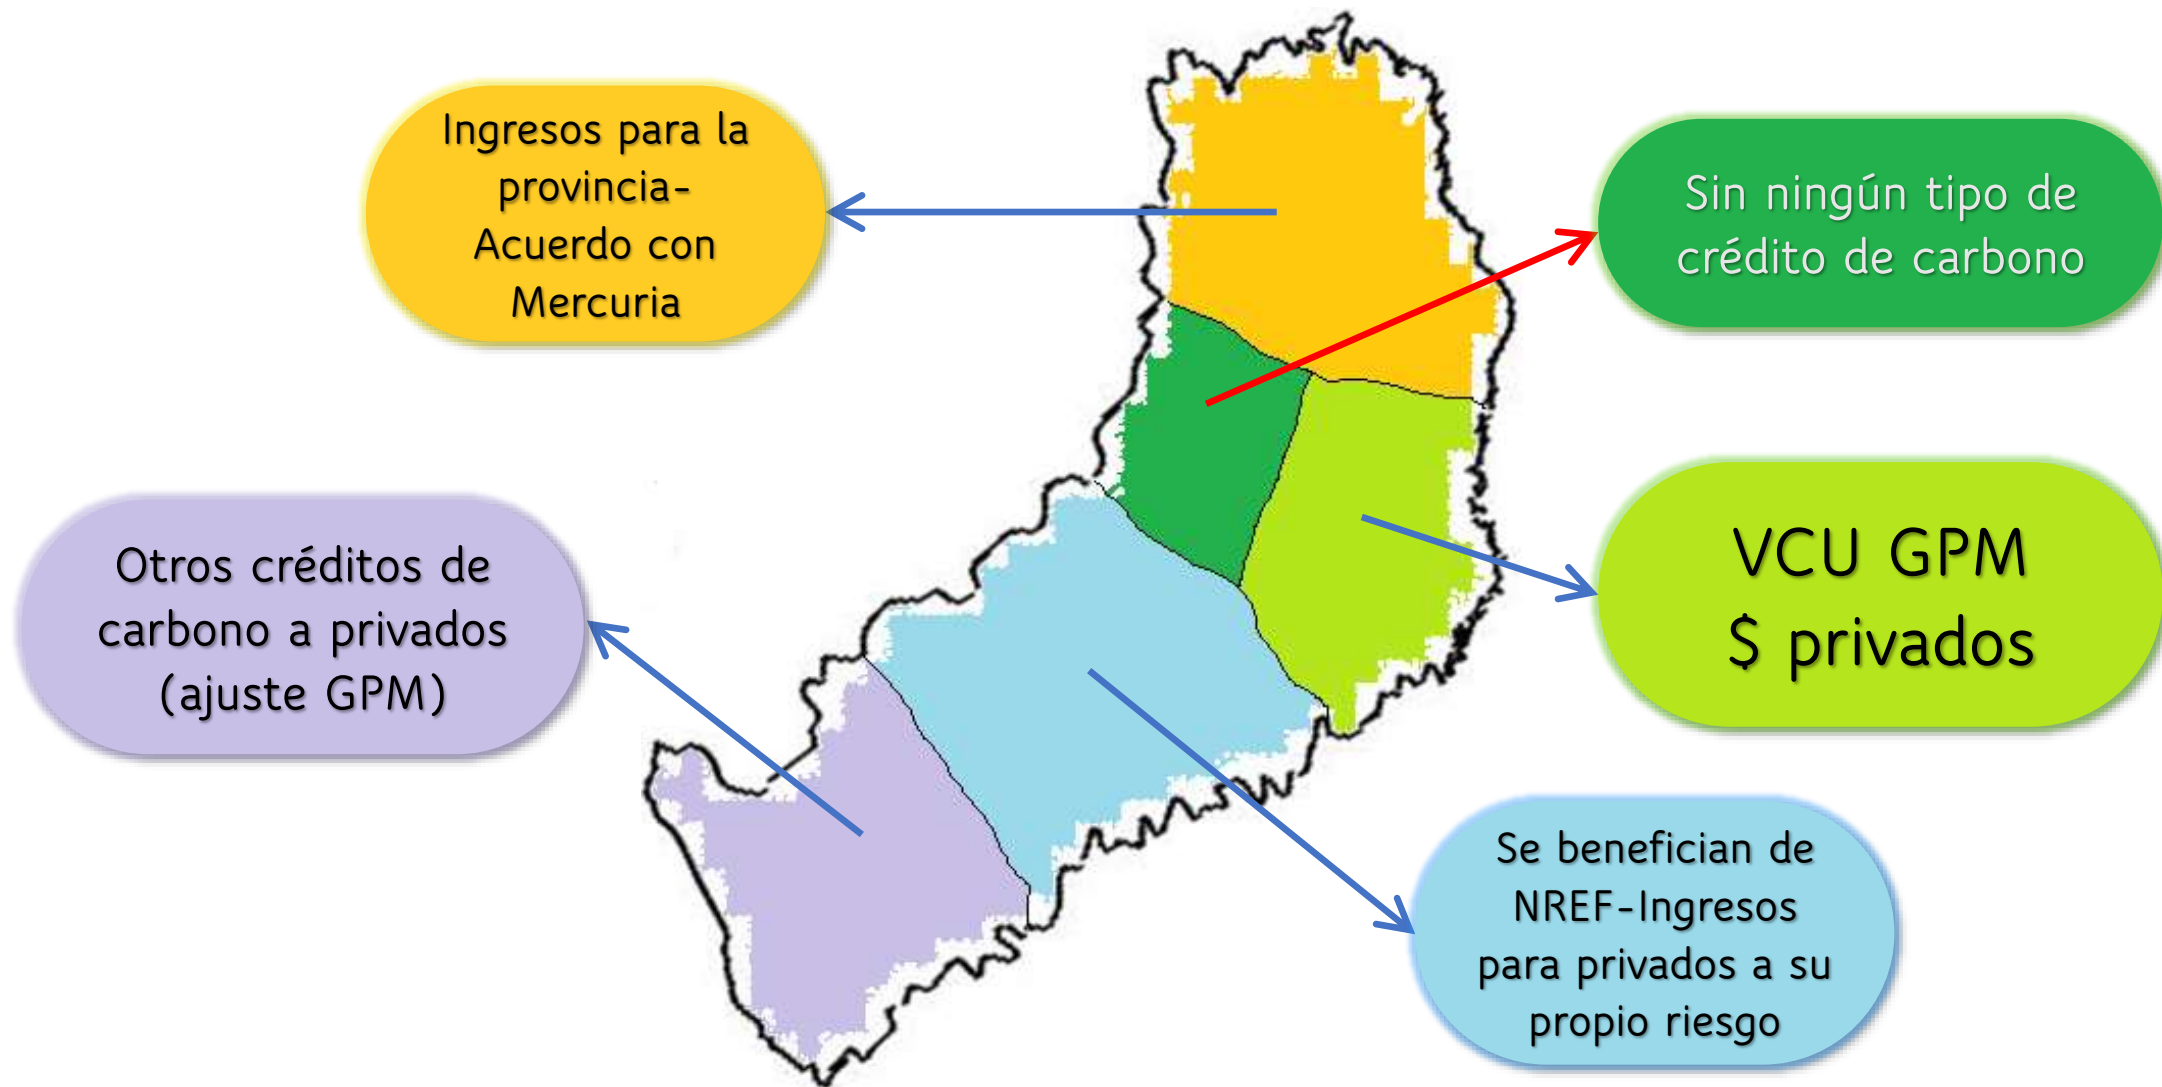 Ingresos para la
provincia-
Acuerdo con
Mercuria
Sin ningún tipo de
crédito de carbono
Otros créditos de
carbono a privados
(ajuste GPM)
VCU GPM
$ privados
Se benefician de
NREF-Ingresos
para privados a su
propio riesgo